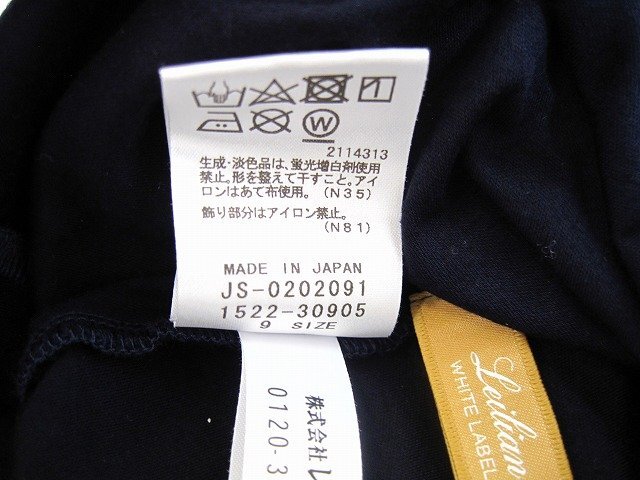 W
2114313
生成・淡色品は、蛍光増白剤使用
禁止。形を整えて干すこと。アイ
ロンはあて布使用。(N35)
飾り部分はアイロン禁止。
(N81)
MADE IN JAPAN
JS-0202091
1522-30905
9 SIZE
株式会社レ
0120-3
Leilian
WHITE LABEL